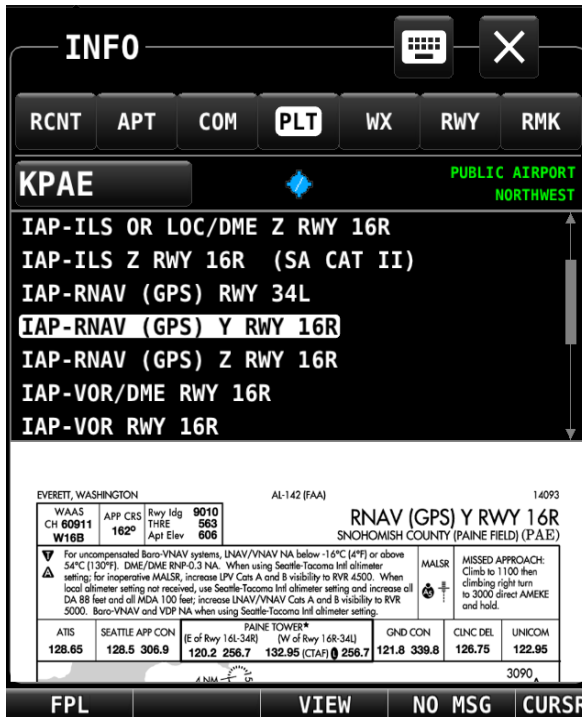 INFO
RCNT APT COM PLT WX RWY RMK
KPAE
PUBLIC AIRPORT
NORTHWEST
IAP-ILS OR LOC/DME Z RWY 16R
IAP-ILS Z RWY 16R (SA CAT II)
IAP-RNAV (GPS) RWY 34L
IAP-RNAV (GPS) Y RWY 16R
IAP-RNAV (GPS) Z RWY 16R
IAP-VOR/DME RWY 16R
IAP-VOR RWY 16R
EVERETT, WASHINGTON AL-142 (FAA) 14093
WAAS
CH 60911
W16B
APP CRS
162°
Rwy ldg 9010
THRE 563
Apt Elev 606
RNAV (GPS) Y RWY 16R
SNOHOMISH COUNTY (PAINE FIELD) (PAE)
T For uncompensated Baro-VNAV systems, LNAV/VNAV NA below -16°C (4°F) or above
A 54°C (130°F). DME/DME RNP-0.3 NA. When using Seattle-Tacoma Intl altimeter
setting; for inoperative MALSR, increase LPV Cats A and B visibility to RVR 4500. When
local altimeter setting not received, use Seattle-Tacoma Intl altimeter setting and increase all
DA 88 feet and all MDA 100 feet; increase LNAV/VNAV Cats A and B visibility to RVR
5000. Baro-VNAV and VDP NA when using Seattle-Tacoma Intl altimeter setting.
MALSR
A5
MISSED APPROACH:
Climb to 1100 then
climbing right turn
to 3000 direct AMEKE
and hold.
ATIS
128.65
SEATTLE APP CON
128.5 306.9
PAINE TOWER★
(E of Rwy 16L-34R) (W of Rwy 16R-34L)
120.2 256.7 132.95 (CTAF) L 256.7
GND CON
121.8 339.8
CLNC DEL
126.75
UNICOM
122.95
4 NM
3090
FPL VIEW NO MSG CURSR